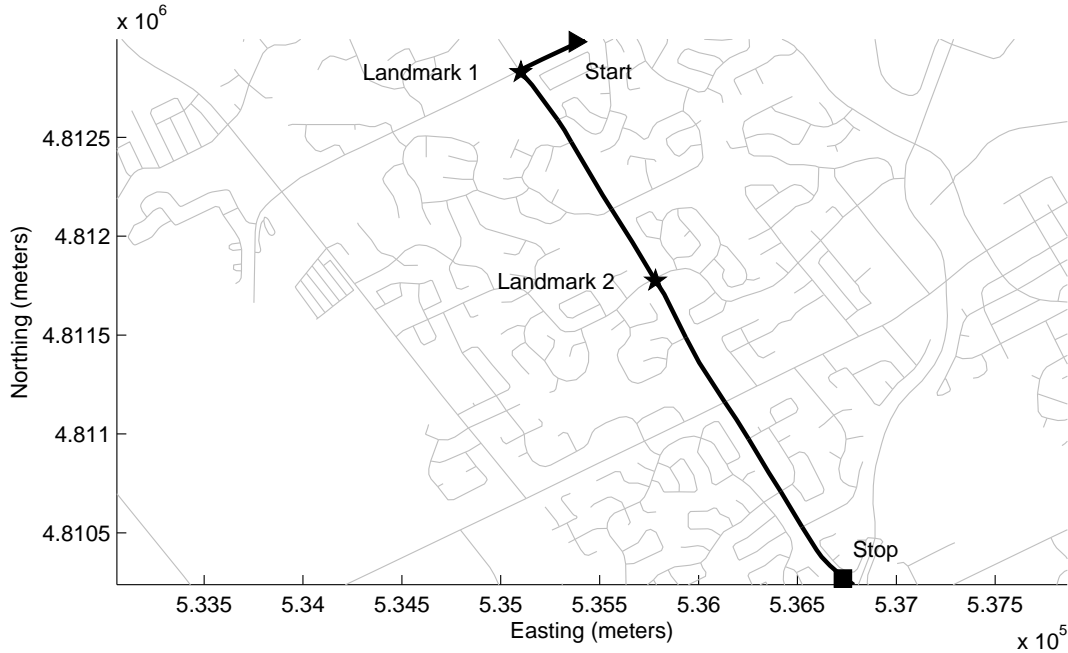 x 10^6
Landmark 1
Start
4.8125
4.812
Landmark 2
4.8115
4.811
4.8105
Stop
Northing (meters)
5.335 5.34 5.345 5.35 5.355 5.36 5.365 5.37 5.375
Easting (meters)
x 10^5